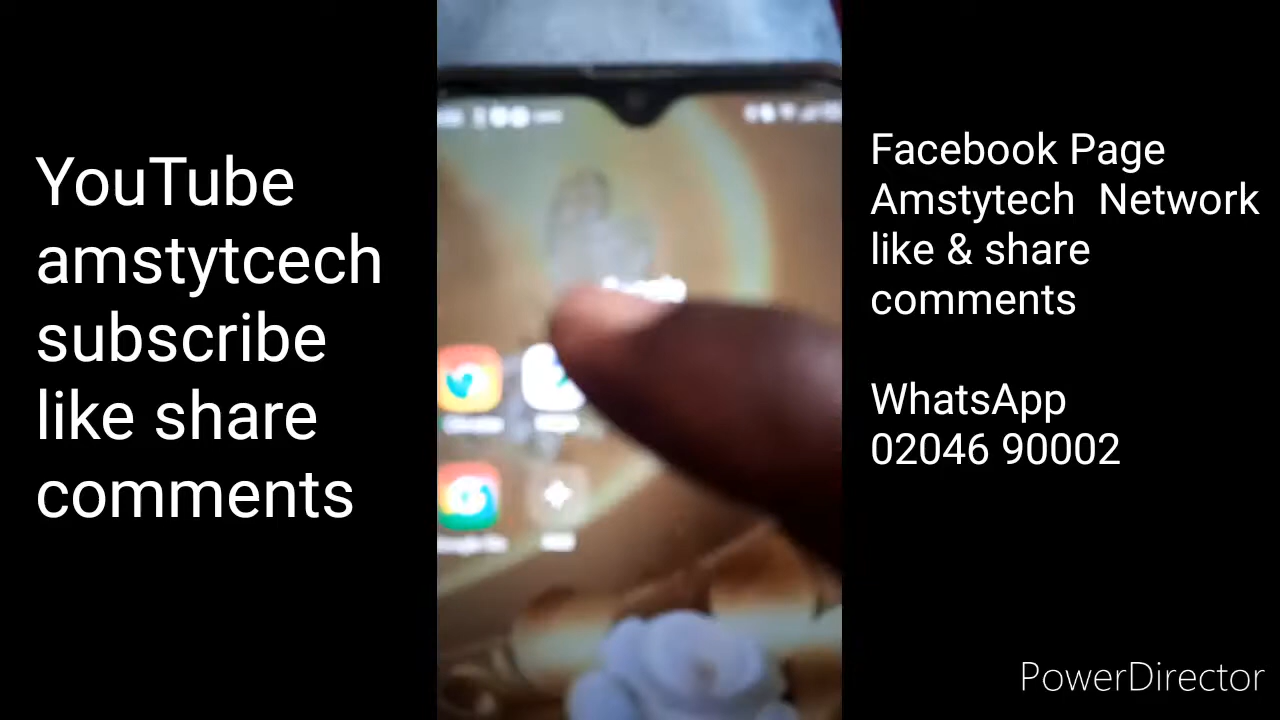 YouTube
amstytcech
subscribe
like share
comments
Facebook Page
Amstytech  Network
like & share
comments
WhatsApp
02046 90002
PowerDirector